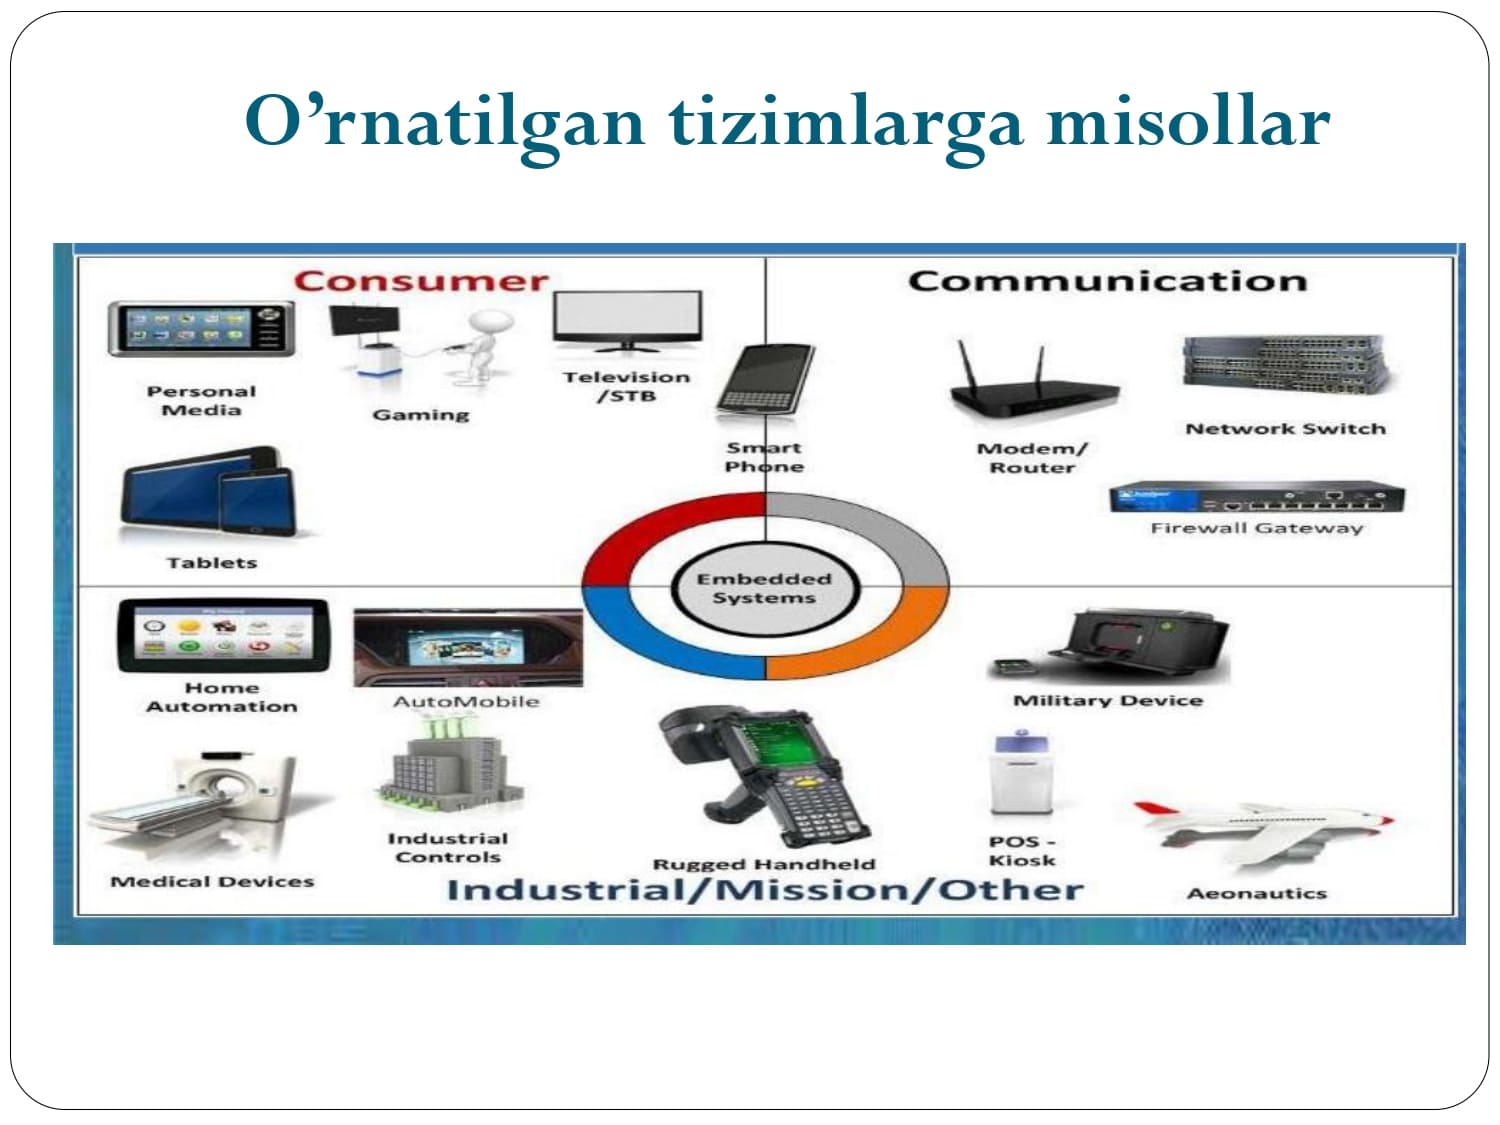 O’rnatilgan tizimlarga misollar
Consumer
Communication
Personal
Media
Gaming
Television
/STB
Smart
Phone
Modem/
Router
Network Switch
Firewall Gateway
Tablets
Embedded
Systems
Home
Automation
AutoMobile
Military Device
Medical Devices
Industrial
Controls
Rugged Handheld
POS -
Kiosk
Aeonautics
Industrial/Mission/Other